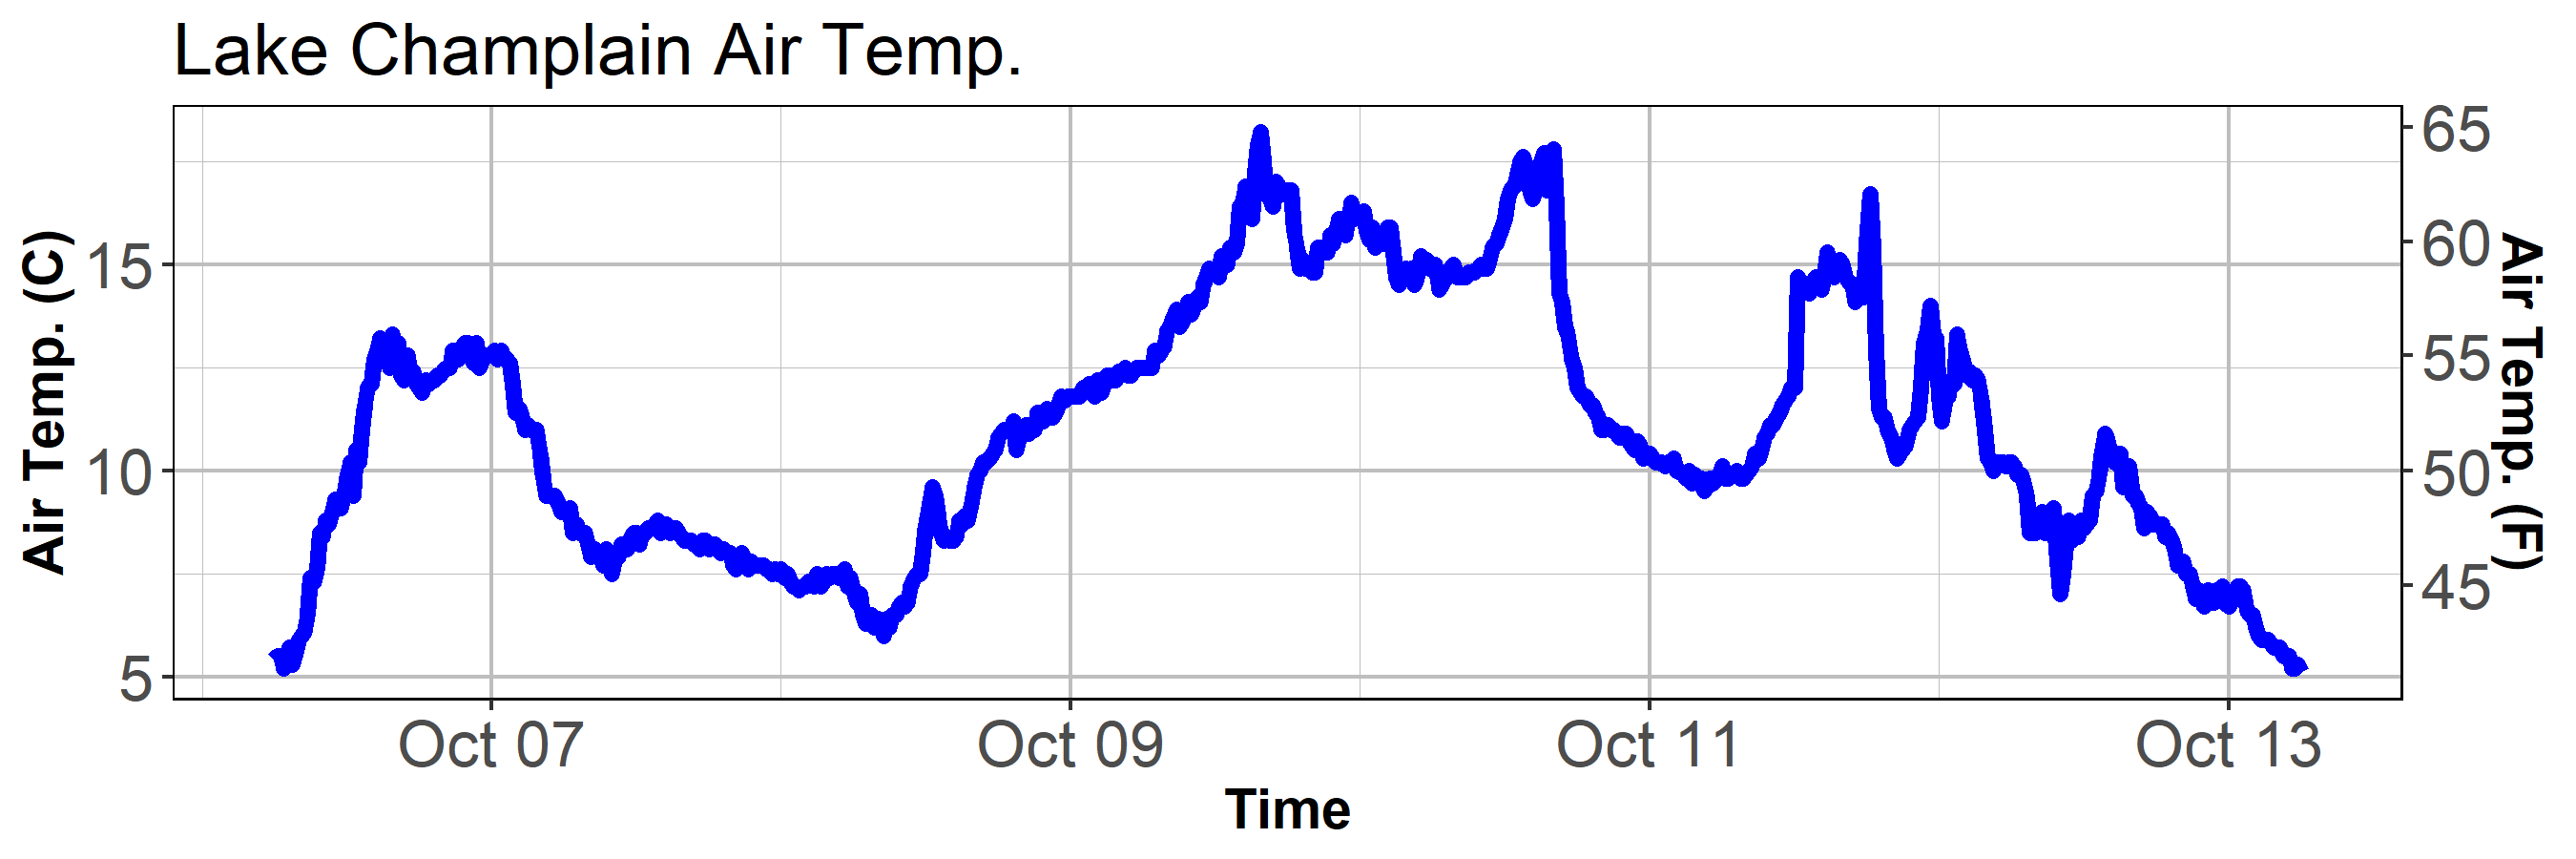 Lake Champlain Air Temp.
Air Temp. (C)
15
10
5
65
60
55
50
45
Air Temp. (F)
Oct 07
Oct 09
Oct 11
Oct 13
Time